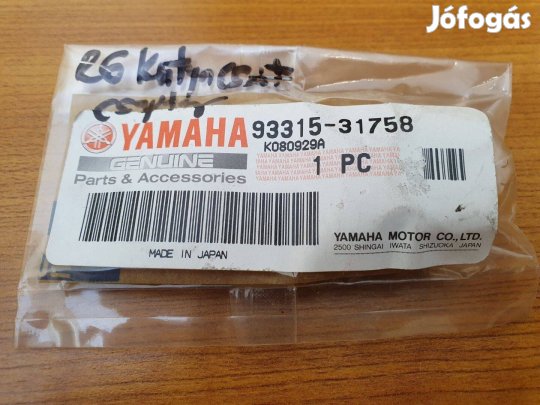 Jófogás
26
YAMAHA
93315-31758
K080929A
GENUINE
1 PC
Parts & Accessories
MADE IN JAPAN
YAMAHA MOTOR CO., LTD.
2500 SHINGAI IWATA SHIZUOKA JAPAN